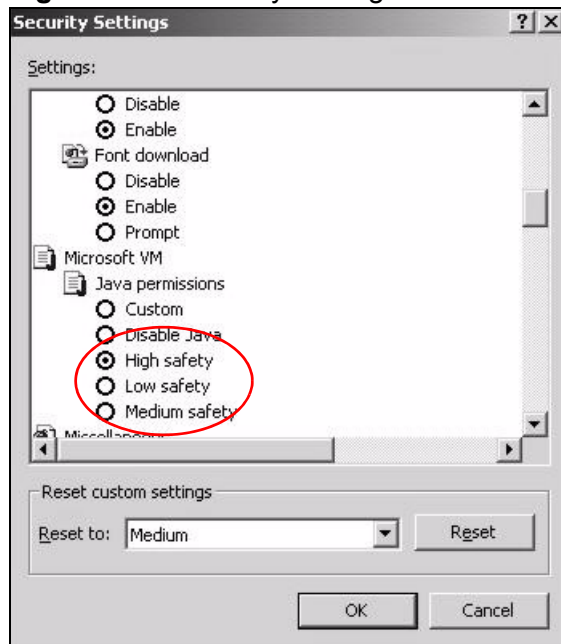 Security Settings
Settings:
Disable
Enable
Font download
Disable
Enable
Prompt
Microsoft VM
Java permissions
Custom
Disable Java
High safety
Low safety
Medium safety
Miscellaneous
Reset custom settings
Reset to: Medium Reset
OK Cancel